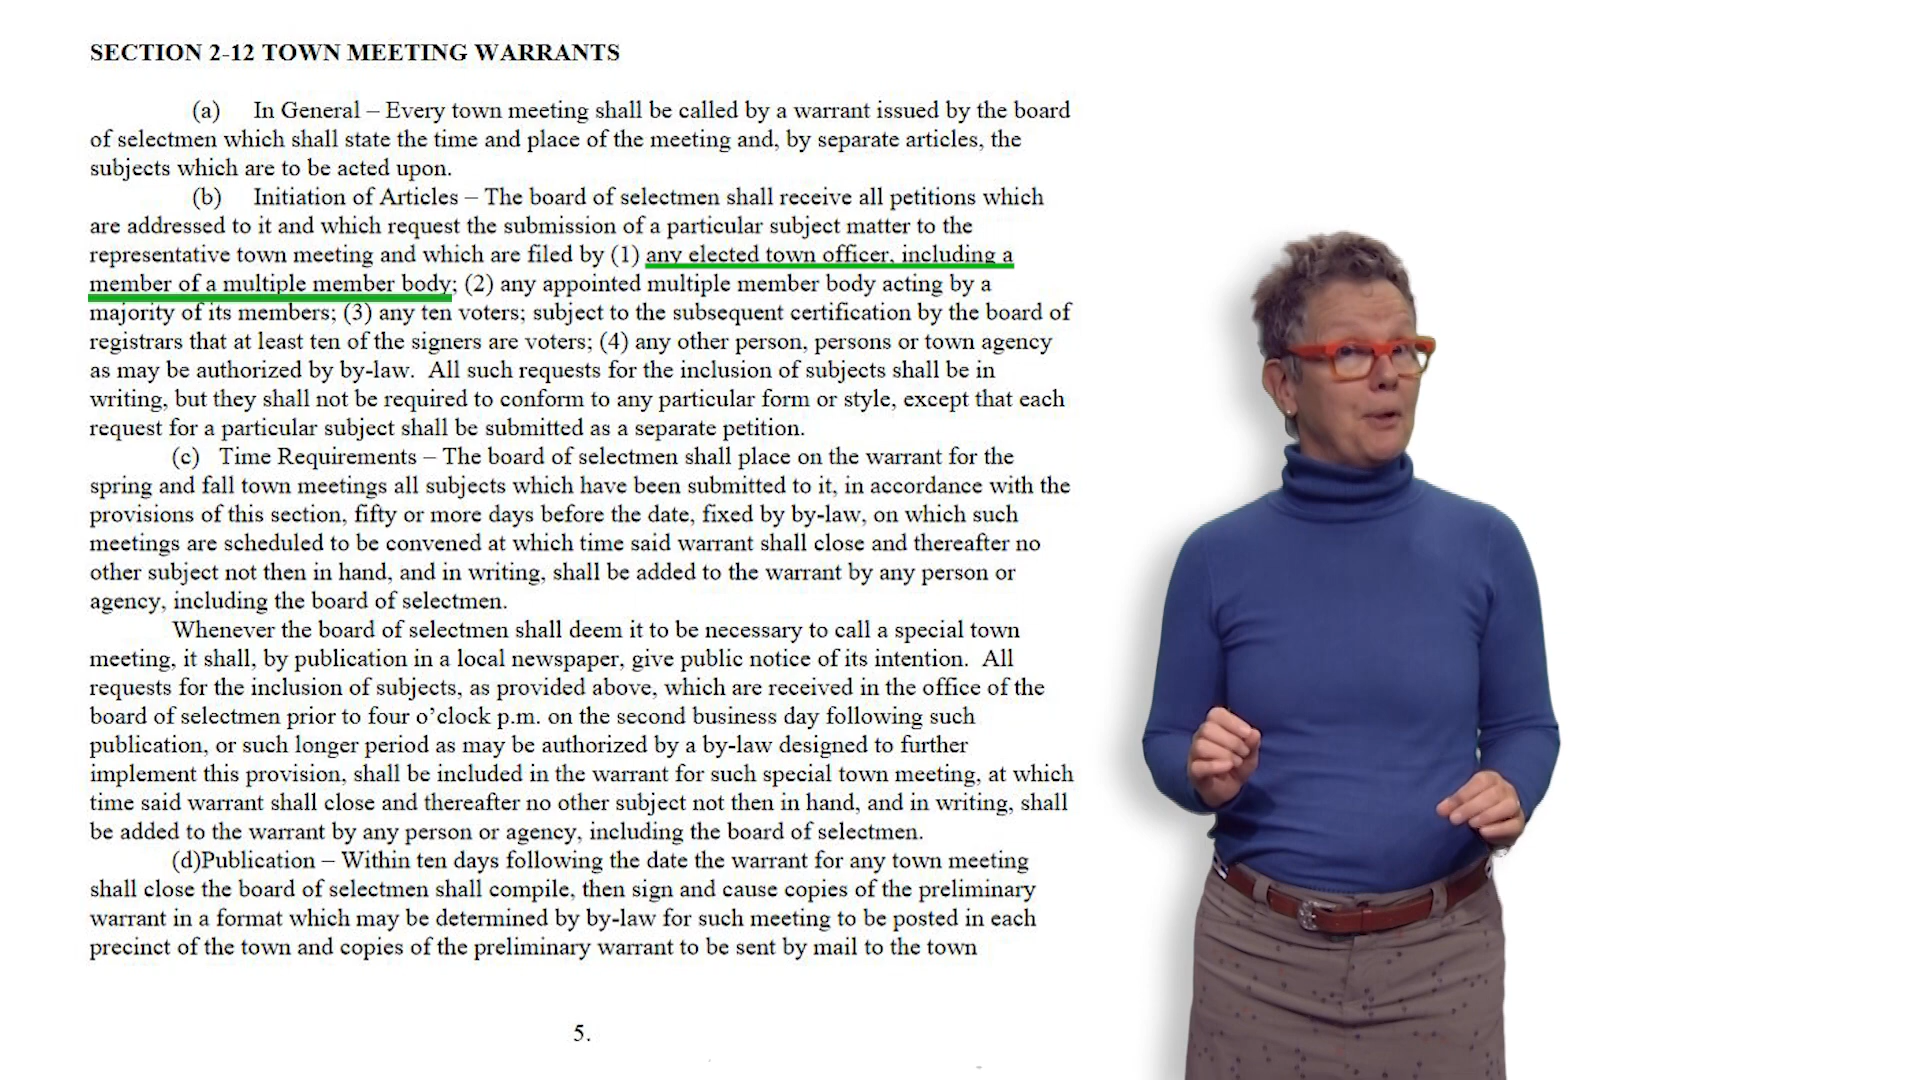 SECTION 2-12 TOWN MEETING WARRANTS
(a) In General – Every town meeting shall be called by a warrant issued by the board
of selectmen which shall state the time and place of the meeting and, by separate articles, the
subjects which are to be acted upon.
(b) Initiation of Articles – The board of selectmen shall receive all petitions which
are addressed to it and which request the submission of a particular subject matter to the
representative town meeting and which are filed by (1) any elected town officer, including a
member of a multiple member body; (2) any appointed multiple member body acting by a
majority of its members; (3) any ten voters; subject to the subsequent certification by the board of
registrars that at least ten of the signers are voters; (4) any other person, persons or town agency
as may be authorized by by-law. All such requests for the inclusion of subjects shall be in
writing, but they shall not be required to conform to any particular form or style, except that each
request for a particular subject shall be submitted as a separate petition.
(c) Time Requirements – The board of selectmen shall place on the warrant for the
spring and fall town meetings all subjects which have been submitted to it, in accordance with the
provisions of this section, fifty or more days before the date, fixed by by-law, on which such
meetings are scheduled to be convened at which time said warrant shall close and thereafter no
other subject not then in hand, and in writing, shall be added to the warrant by any person or
agency, including the board of selectmen.
Whenever the board of selectmen shall deem it to be necessary to call a special town
meeting, it shall, by publication in a local newspaper, give public notice of its intention. All
requests for the inclusion of subjects, as provided above, which are received in the office of the
board of selectmen prior to four o’clock p.m. on the second business day following such
publication, or such longer period as may be authorized by a by-law designed to further
implement this provision, shall be included in the warrant for such special town meeting, at which
time said warrant shall close and thereafter no other subject not then in hand, and in writing, shall
be added to the warrant by any person or agency, including the board of selectmen.
(d)Publication – Within ten days following the date the warrant for any town meeting
shall close the board of selectmen shall compile, then sign and cause copies of the preliminary
warrant in a format which may be determined by by-law for such meeting to be posted in each
precinct of the town and copies of the preliminary warrant to be sent by mail to the town
5.